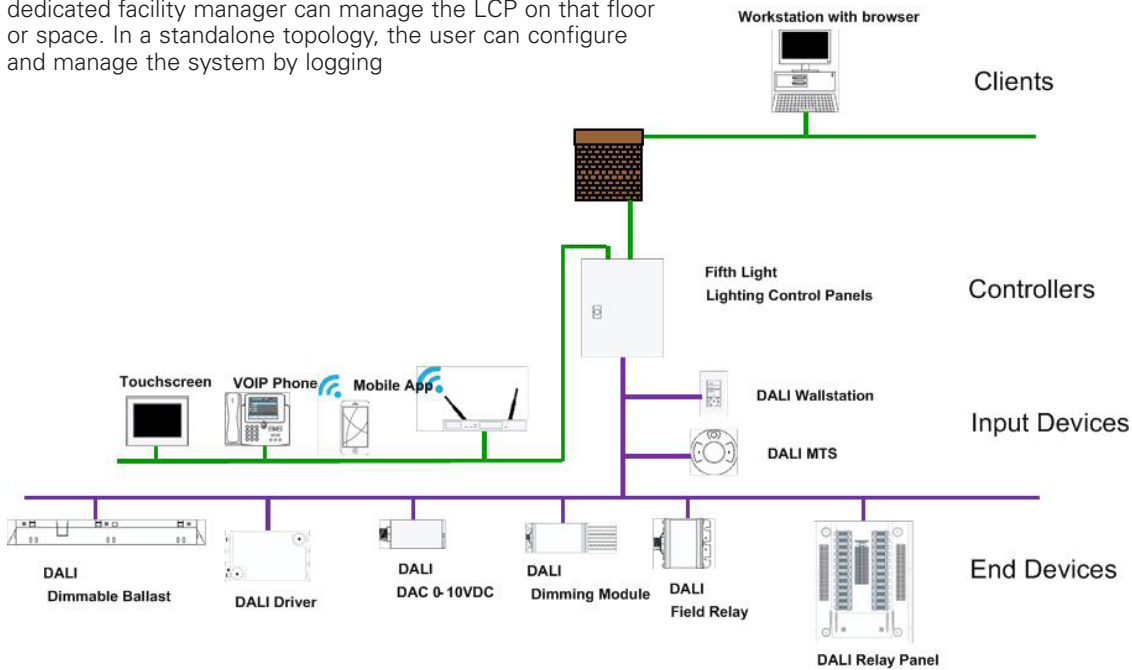 dedicated facility manager can manage the LCP on that floor
or space. In a standalone topology, the user can configure
and manage the system by logging
Workstation with browser
Clients
Fifth Light
Lighting Control Panels
Controllers
Touchscreen
VOIP Phone
Mobile App
DALI Wallstation
Input Devices
DALI MTS
DALI
Dimmable Ballast
DALI Driver
DALI
DAC 0-10VDC
DALI
Dimming Module
DALI
Field Relay
DALI Relay Panel
End Devices